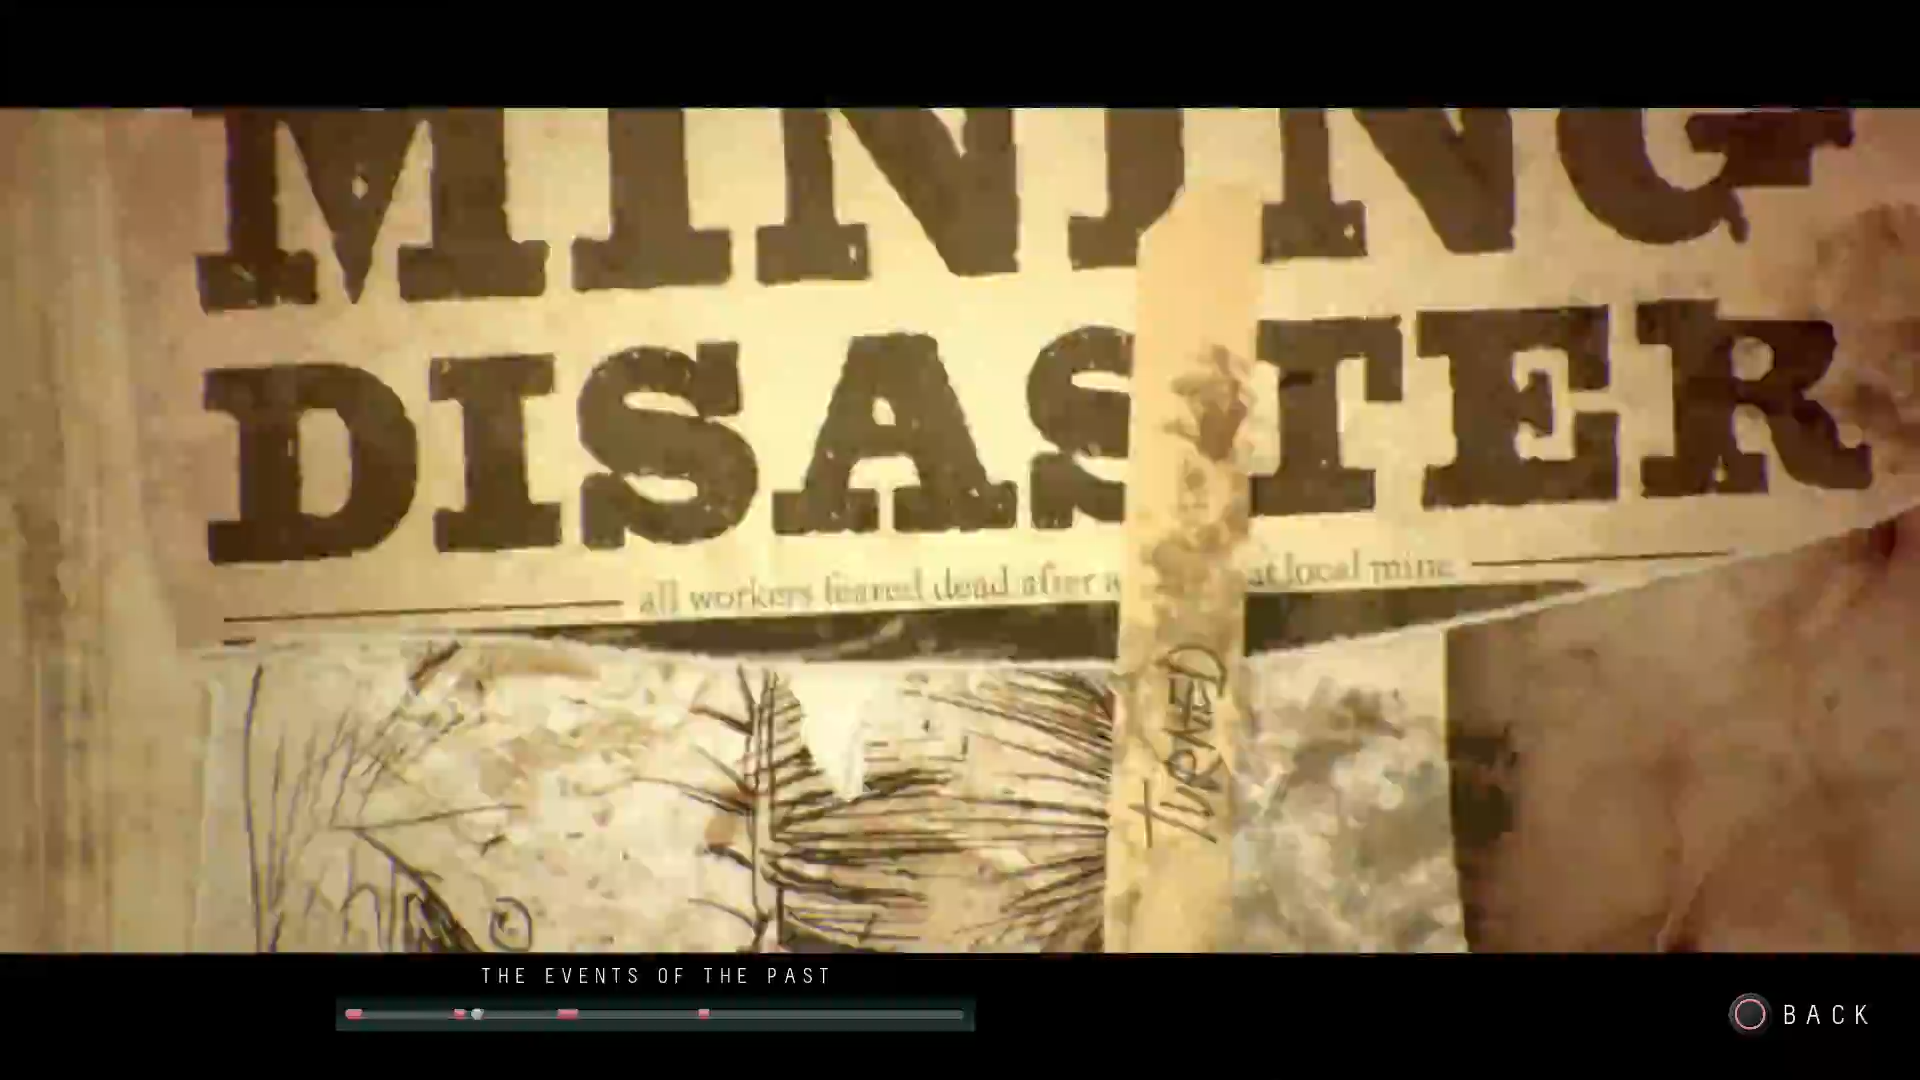 MINING
DISASTER
all workers feared dead after at local mine
TURNED
THE EVENTS OF THE PAST
BACK